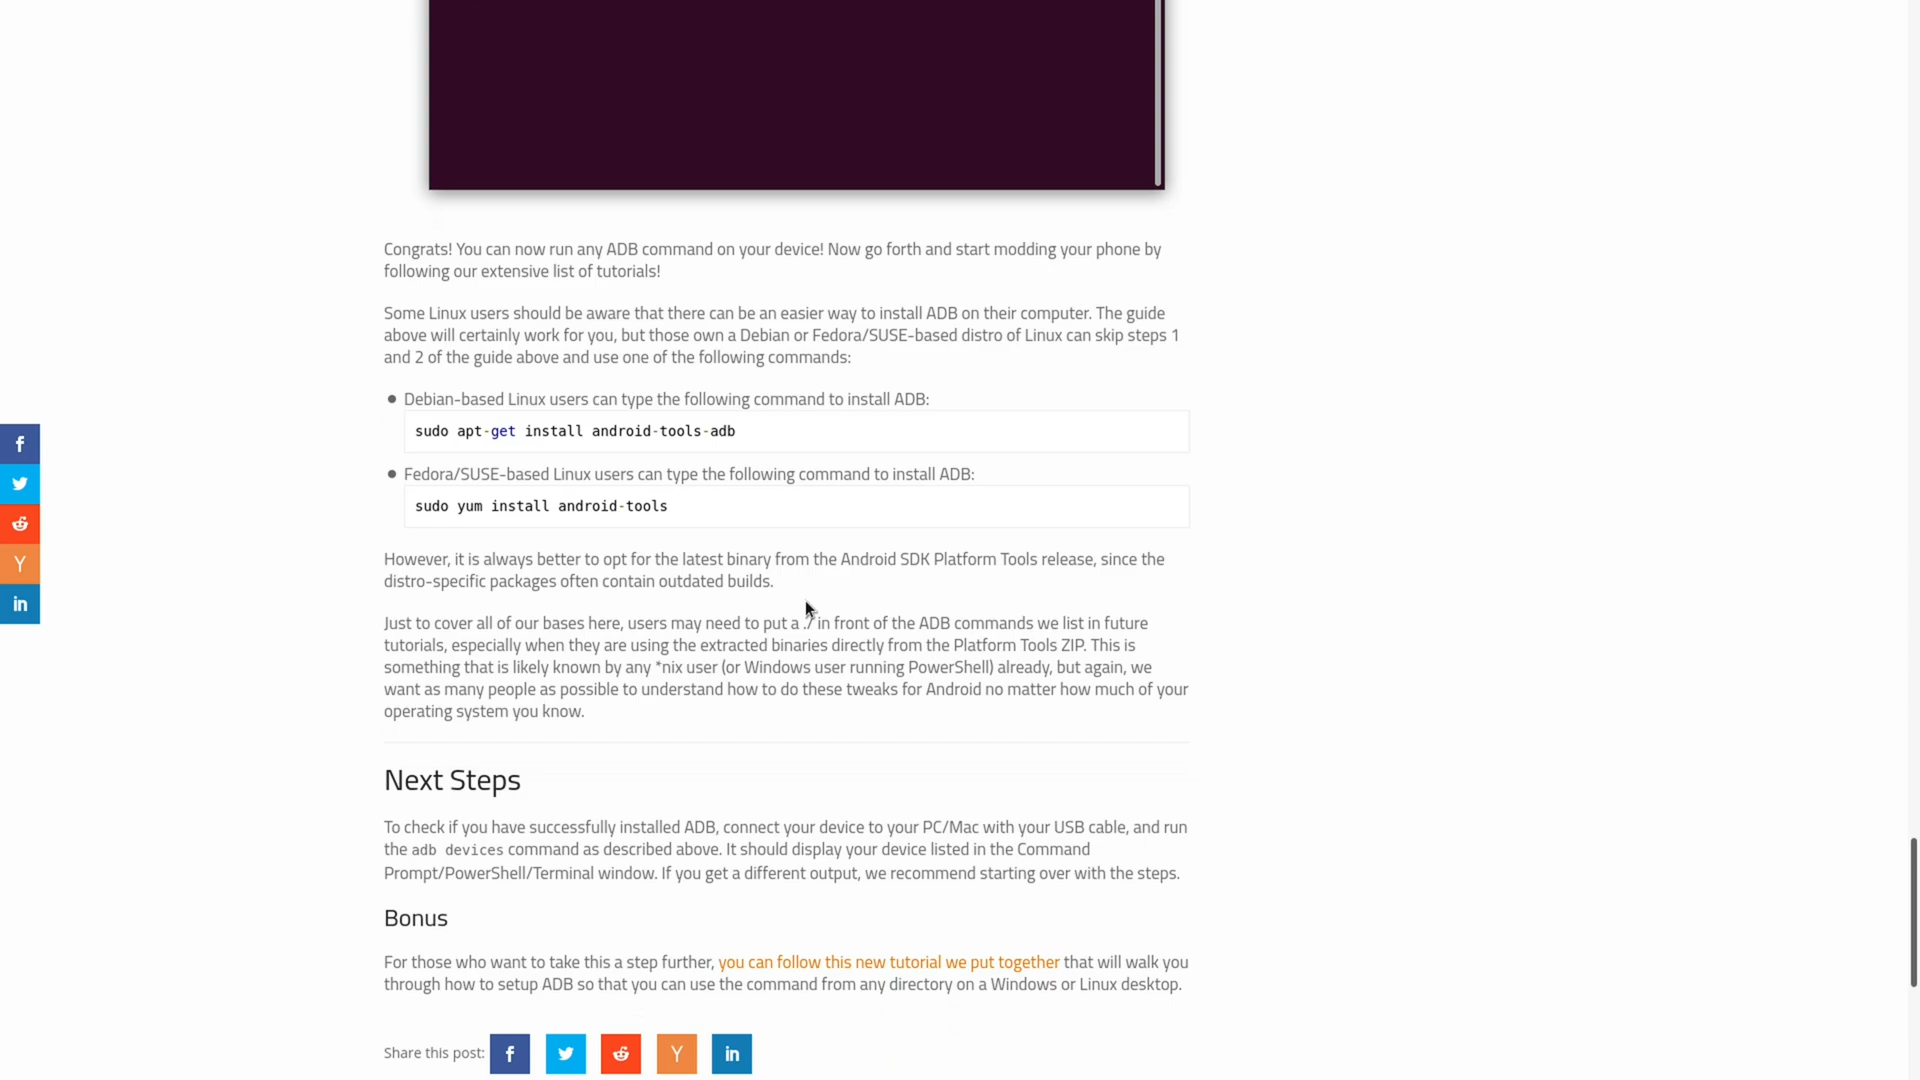 Congrats! You can now run any ADB command on your device! Now go forth and start modding your phone by
following our extensive list of tutorials!
Some Linux users should be aware that there can be an easier way to install ADB on their computer. The guide
above will certainly work for you, but those own a Debian or Fedora/SUSE-based distro of Linux can skip steps 1
and 2 of the guide above and use one of the following commands:
Debian-based Linux users can type the following command to install ADB:
sudo apt-get install android-tools-adb
Fedora/SUSE-based Linux users can type the following command to install ADB:
sudo yum install android-tools
However, it is always better to opt for the latest binary from the Android SDK Platform Tools release, since the
distro-specific packages often contain outdated builds.
Just to cover all of our bases here, users may need to put a ./ in front of the ADB commands we list in future
tutorials, especially when they are using the extracted binaries directly from the Platform Tools ZIP. This is
something that is likely known by any *nix user (or Windows user running PowerShell) already, but again, we
want as many people as possible to understand how to do these tweaks for Android no matter how much of your
operating system you know.
Next Steps
To check if you have successfully installed ADB, connect your device to your PC/Mac with your USB cable, and run
the adb devices command as described above. It should display your device listed in the Command
Prompt/PowerShell/Terminal window. If you get a different output, we recommend starting over with the steps.
Bonus
For those who want to take this a step further, you can follow this new tutorial we put together that will walk you
through how to setup ADB so that you can use the command from any directory on a Windows or Linux desktop.
Share this post: